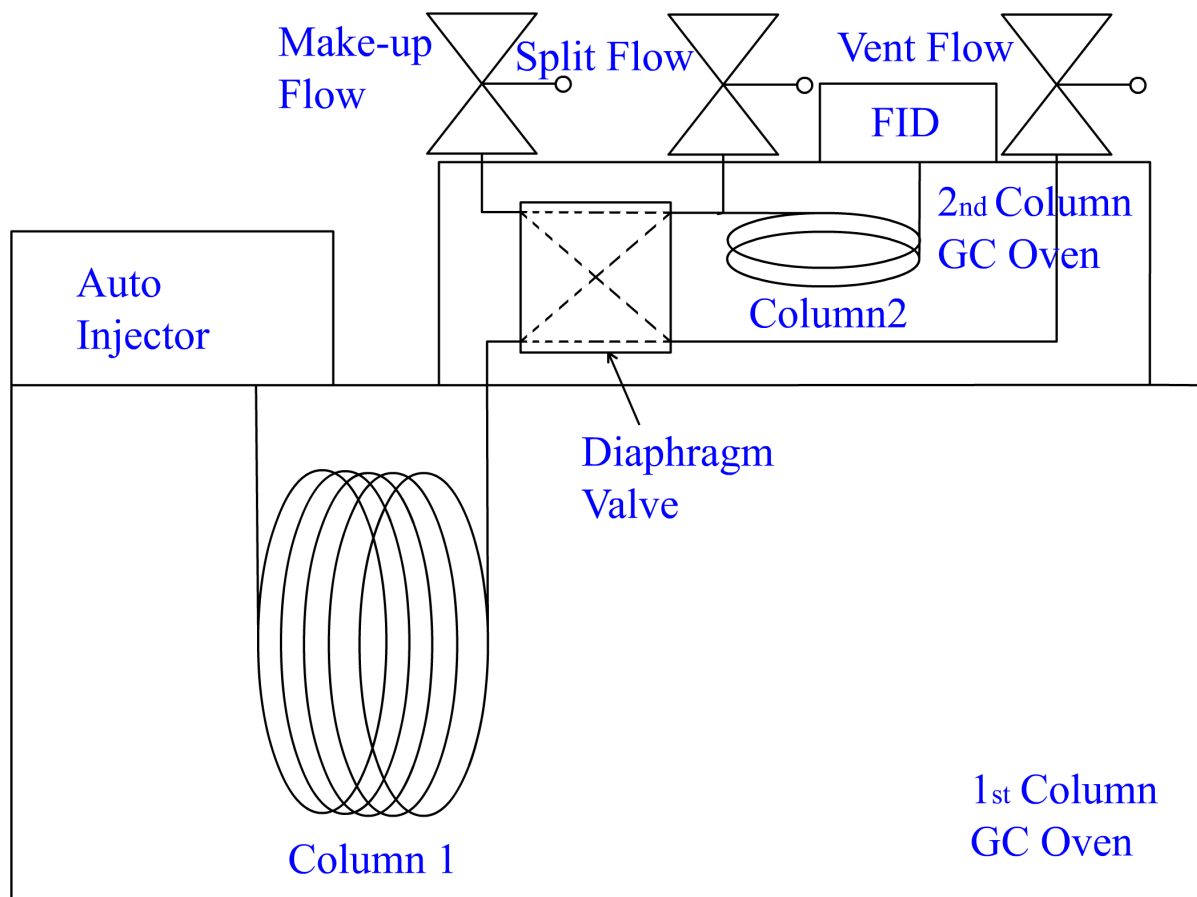 Make-up
Flow
Split Flow
Vent Flow
FID
2nd Column
GC Oven
Auto
Injector
Column2
Diaphragm
Valve
1st Column
GC Oven
Column 1